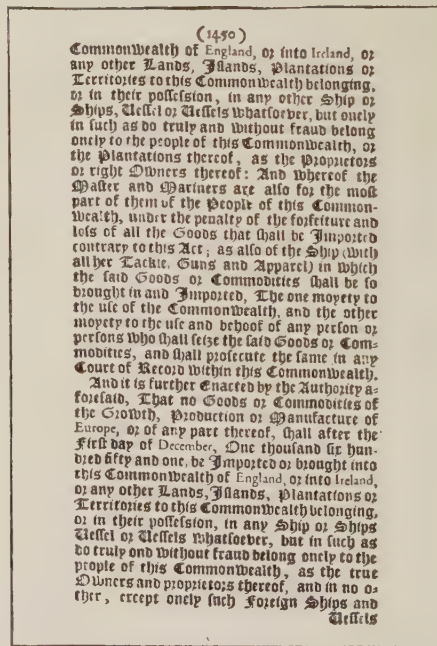 (1450)
Commonwealth of England, or into Ireland, or
any other Lands, Islands, Plantations or
Territories to this Commonwealth belonging,
or in their possession, in any other Ship or
Ships, Vessel or Vessels whatsoever, but onely
in such as do truly and without fraud belong
onely to the people of this Commonwealth, or
the Plantations thereof, as the Proprietors
or right Owners thereof: And whereof the
Master and Mariners are also for the most
part of them of the People of this Common-
wealth, under the penalty of the forfeiture and
loss of all the Goods that shall be Imported
contrary to this Act; as also of the Ship (with
all her Tackle, Guns and Apparel) in which
the said Goods or Commodities shall be so
brought in and Imported, The one moyety to
the use of the Commonwealth, and the other
moyety to the use and behoof of any person or
persons who shall seize the said Goods or Com-
modities, and shall prosecute the same in any
Court of Record within this Commonwealth.
And it is further Enacted by the Authority a-
foresaid, That no Goods or Commodities of
the Growth, Production or Manufacture of
Europe, or of any part thereof, shall after the
First day of December, One thousand six hun-
dred fifty and one, be Imported or brought into
this Commonwealth of England, or into Ireland,
or any other Lands, Islands, Plantations or
Territories to this Commonwealth belonging,
or in their possession, in any Ship or Ships
Vessel or Vessels whatsoever, but in such as
do truly ond without fraud belong onely to the
people of this Commonwealth, as the true
Owners and proprietors thereof, and in no o-
ther, except onely such Foreign Ships and
Vessels